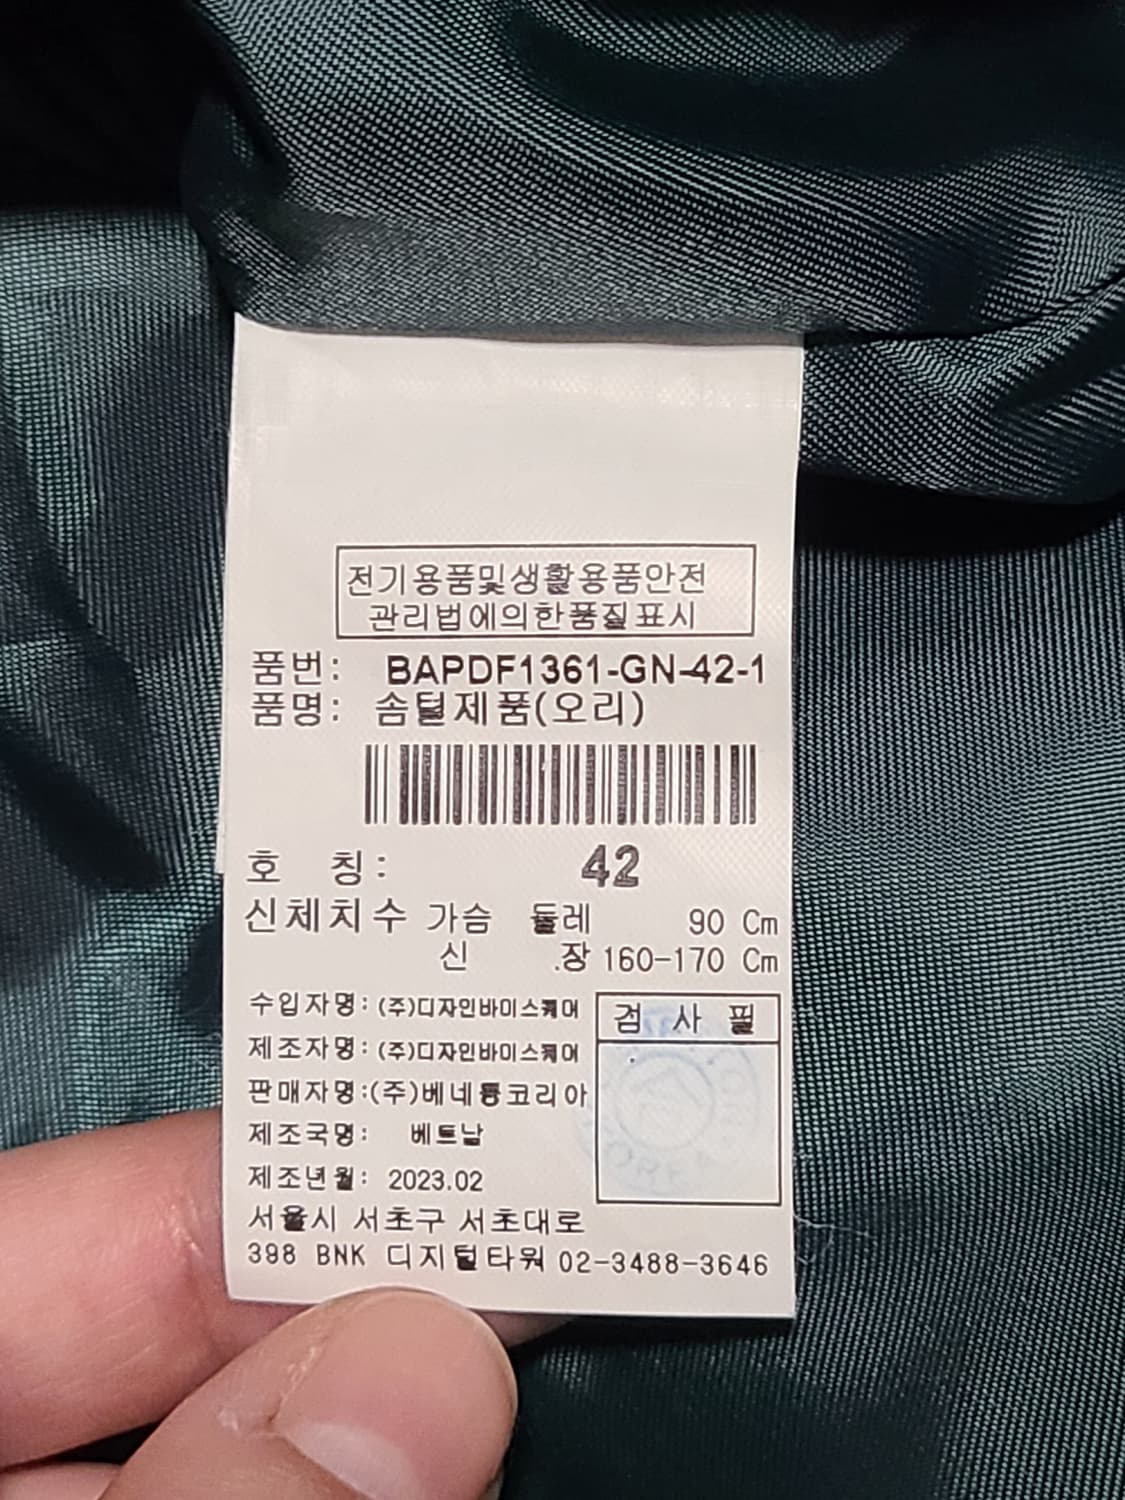 전기용품및생활용품안전
관리법에의한품질표시
품번: BAPDF1361-GN-42-1
품명: 솜털제품(오리)
호 칭: 42
신체치수 가슴 둘레 90 Cm
신 .장 160-170 Cm
수입자명: (주)디자인바미스퀘어
검 사 필
제조자명: (주)디자인바미스퀘어
판매자명:(주)베네통코리아
제조국명: 베트남
제조년월: 2023.02
KOREA
서울시 서초구 서초대로
398 BNK 디지털타워 02-3488-3646